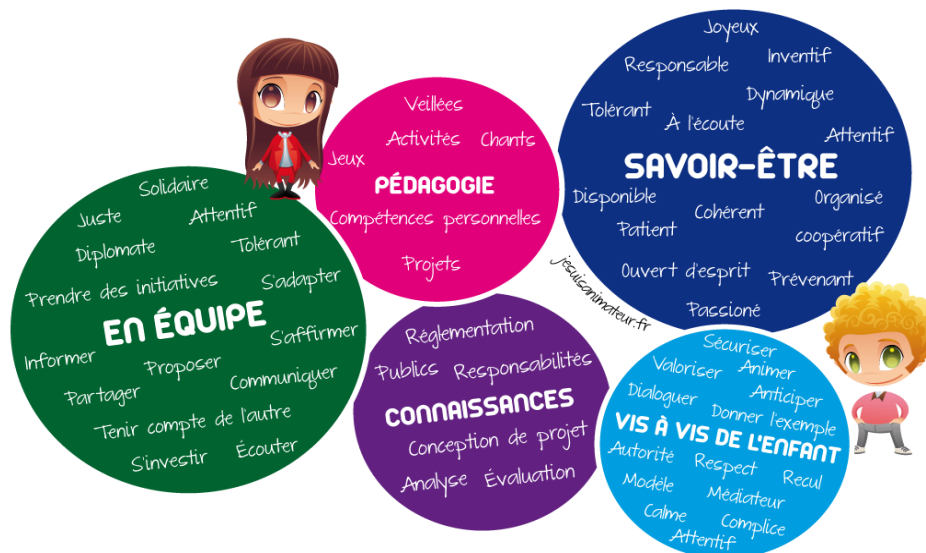 Solidaire
Juste
Attentif
Diplomate
Tolérant
Prendre des initiatives
S'adapter
EN ÉQUIPE
S'affirmer
Informer
Proposer
Partager
Communiquer
Tenir compte de l'autre
S'investir
Écouter
Veillées
Activités
Chants
Jeux
PÉDAGOGIE
Compétences personnelles
Projets
Joyeux
Responsable
Inventif
Dynamique
Tolérant
À l'écoute
Attentif
SAVOIR-ÊTRE
Disponible
Organisé
Cohérent
Patient
coopératif
Ouvert d'esprit
Prévenant
Passioné
jesuisanimateur.fr
Réglementation
Publics
Responsabilités
CONNAISSANCES
Conception de projet
Analyse
Évaluation
Sécuriser
Valoriser
Animer
Dialoguer
Anticiper
Donner l'exemple
VIS À VIS DE L'ENFANT
Autorité
Respect
Recul
Modèle
Médiateur
Calme
Complice
Attentif